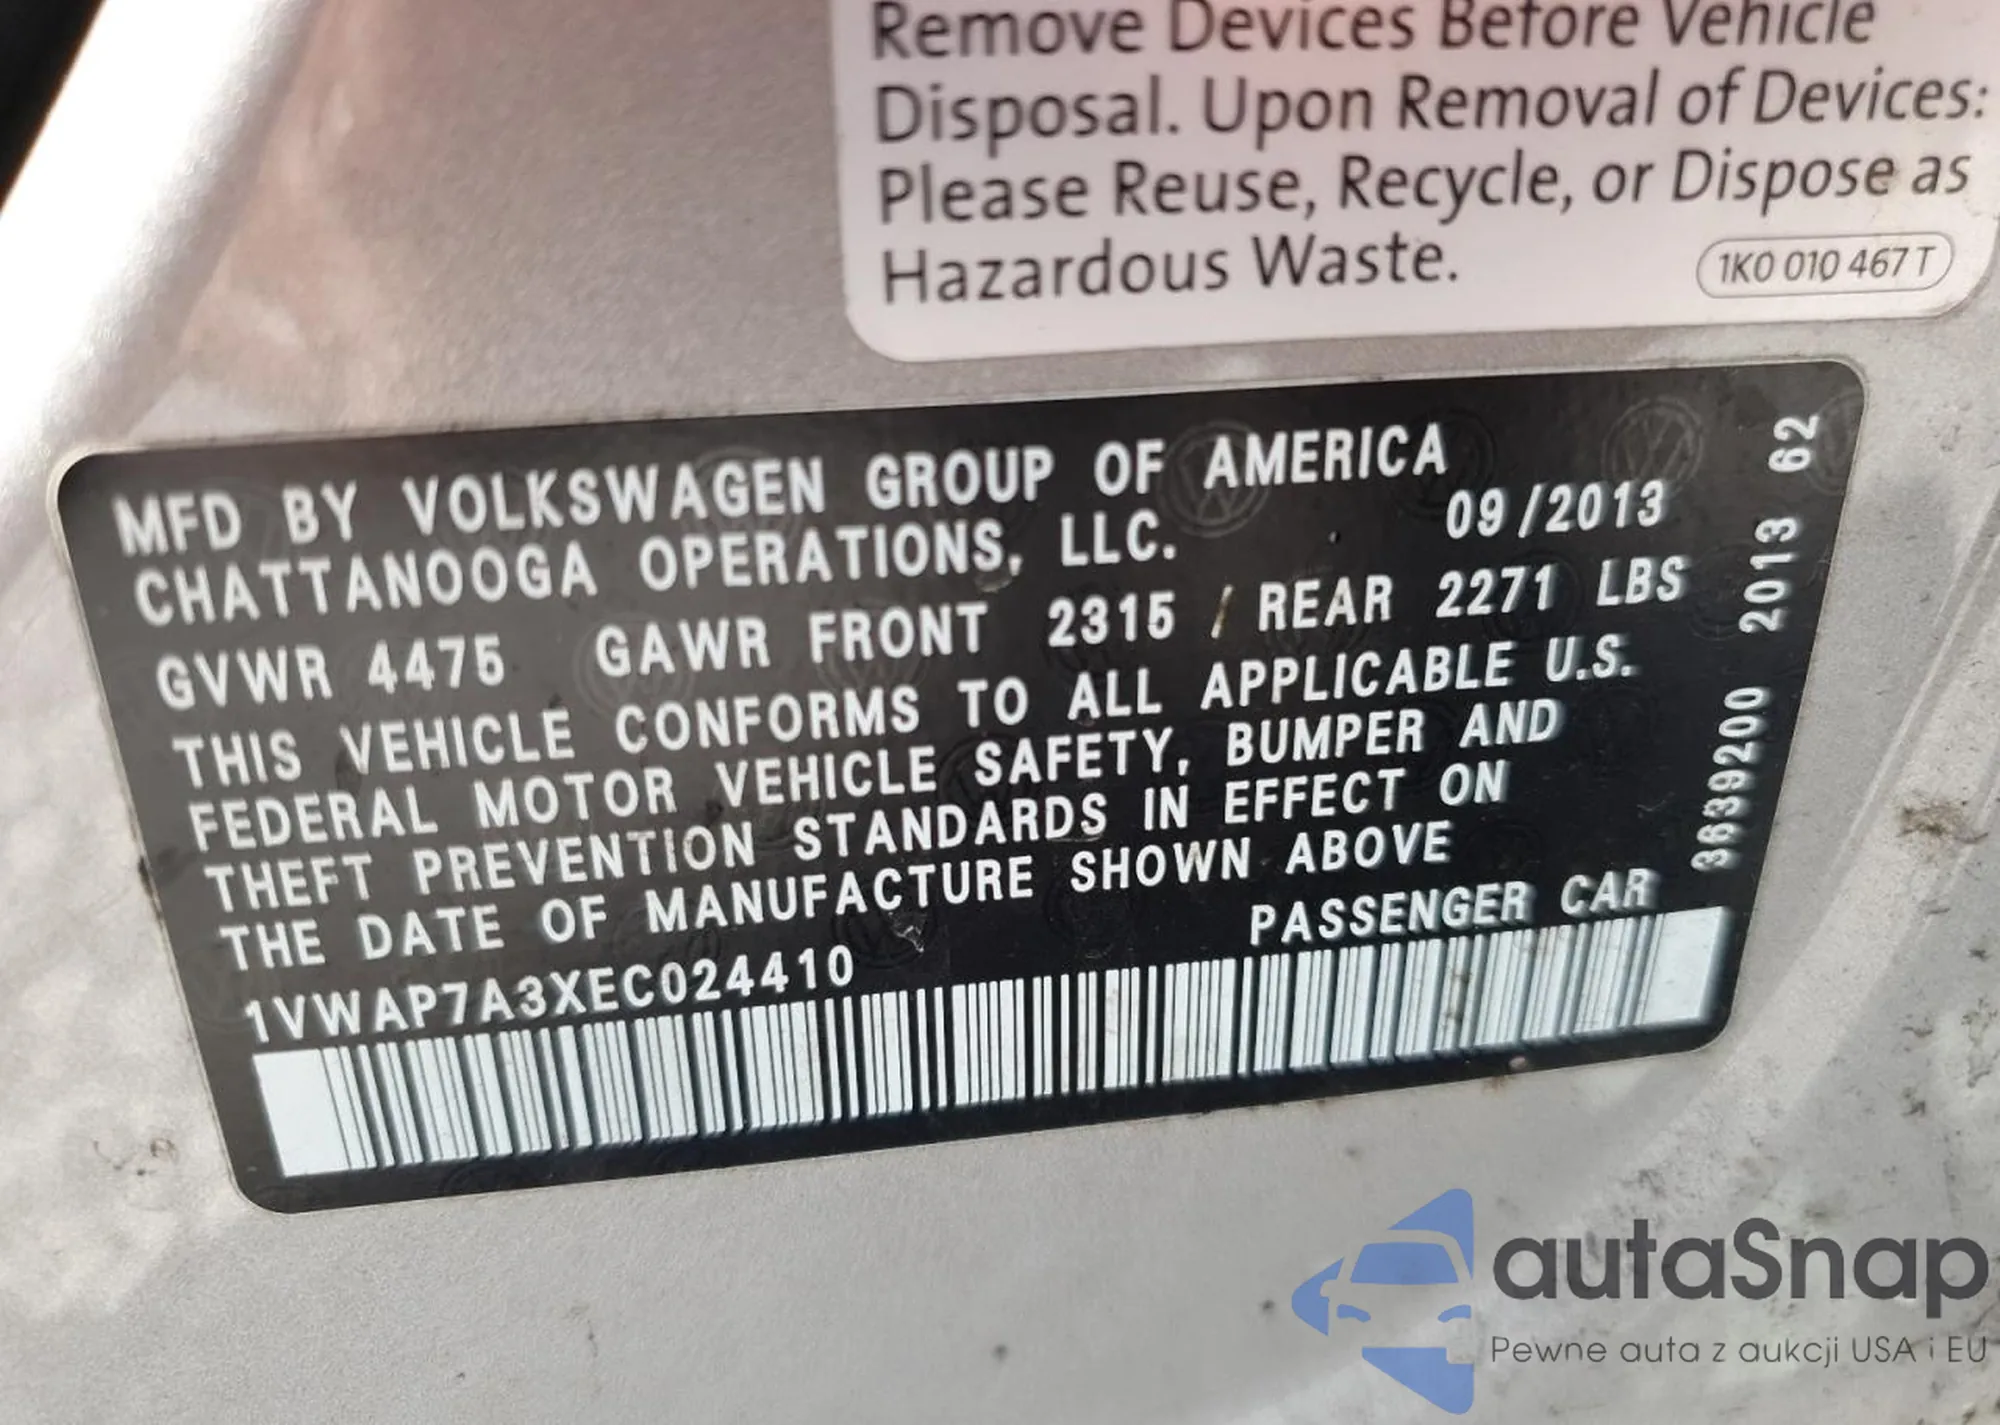 Remove Devices Before Vehicle
Disposal. Upon Removal of Devices:
Please Reuse, Recycle, or Dispose as
Hazardous Waste.
1K0 010 467 T
MFD BY VOLKSWAGEN GROUP OF AMERICA
CHATTANOOGA OPERATIONS, LLC. 09/2013
GVWR 4475 GAWR FRONT 2315 / REAR 2271 LBS
THIS VEHICLE CONFORMS TO ALL APPLICABLE U.S.
FEDERAL MOTOR VEHICLE SAFETY, BUMPER AND
THEFT PREVENTION STANDARDS IN EFFECT ON
THE DATE OF MANUFACTURE SHOWN ABOVE
1VWAP7A3XEC024410 PASSENGER CAR
3639200 2013 62
autaSnap
Pewne auta z aukcji USA i EU